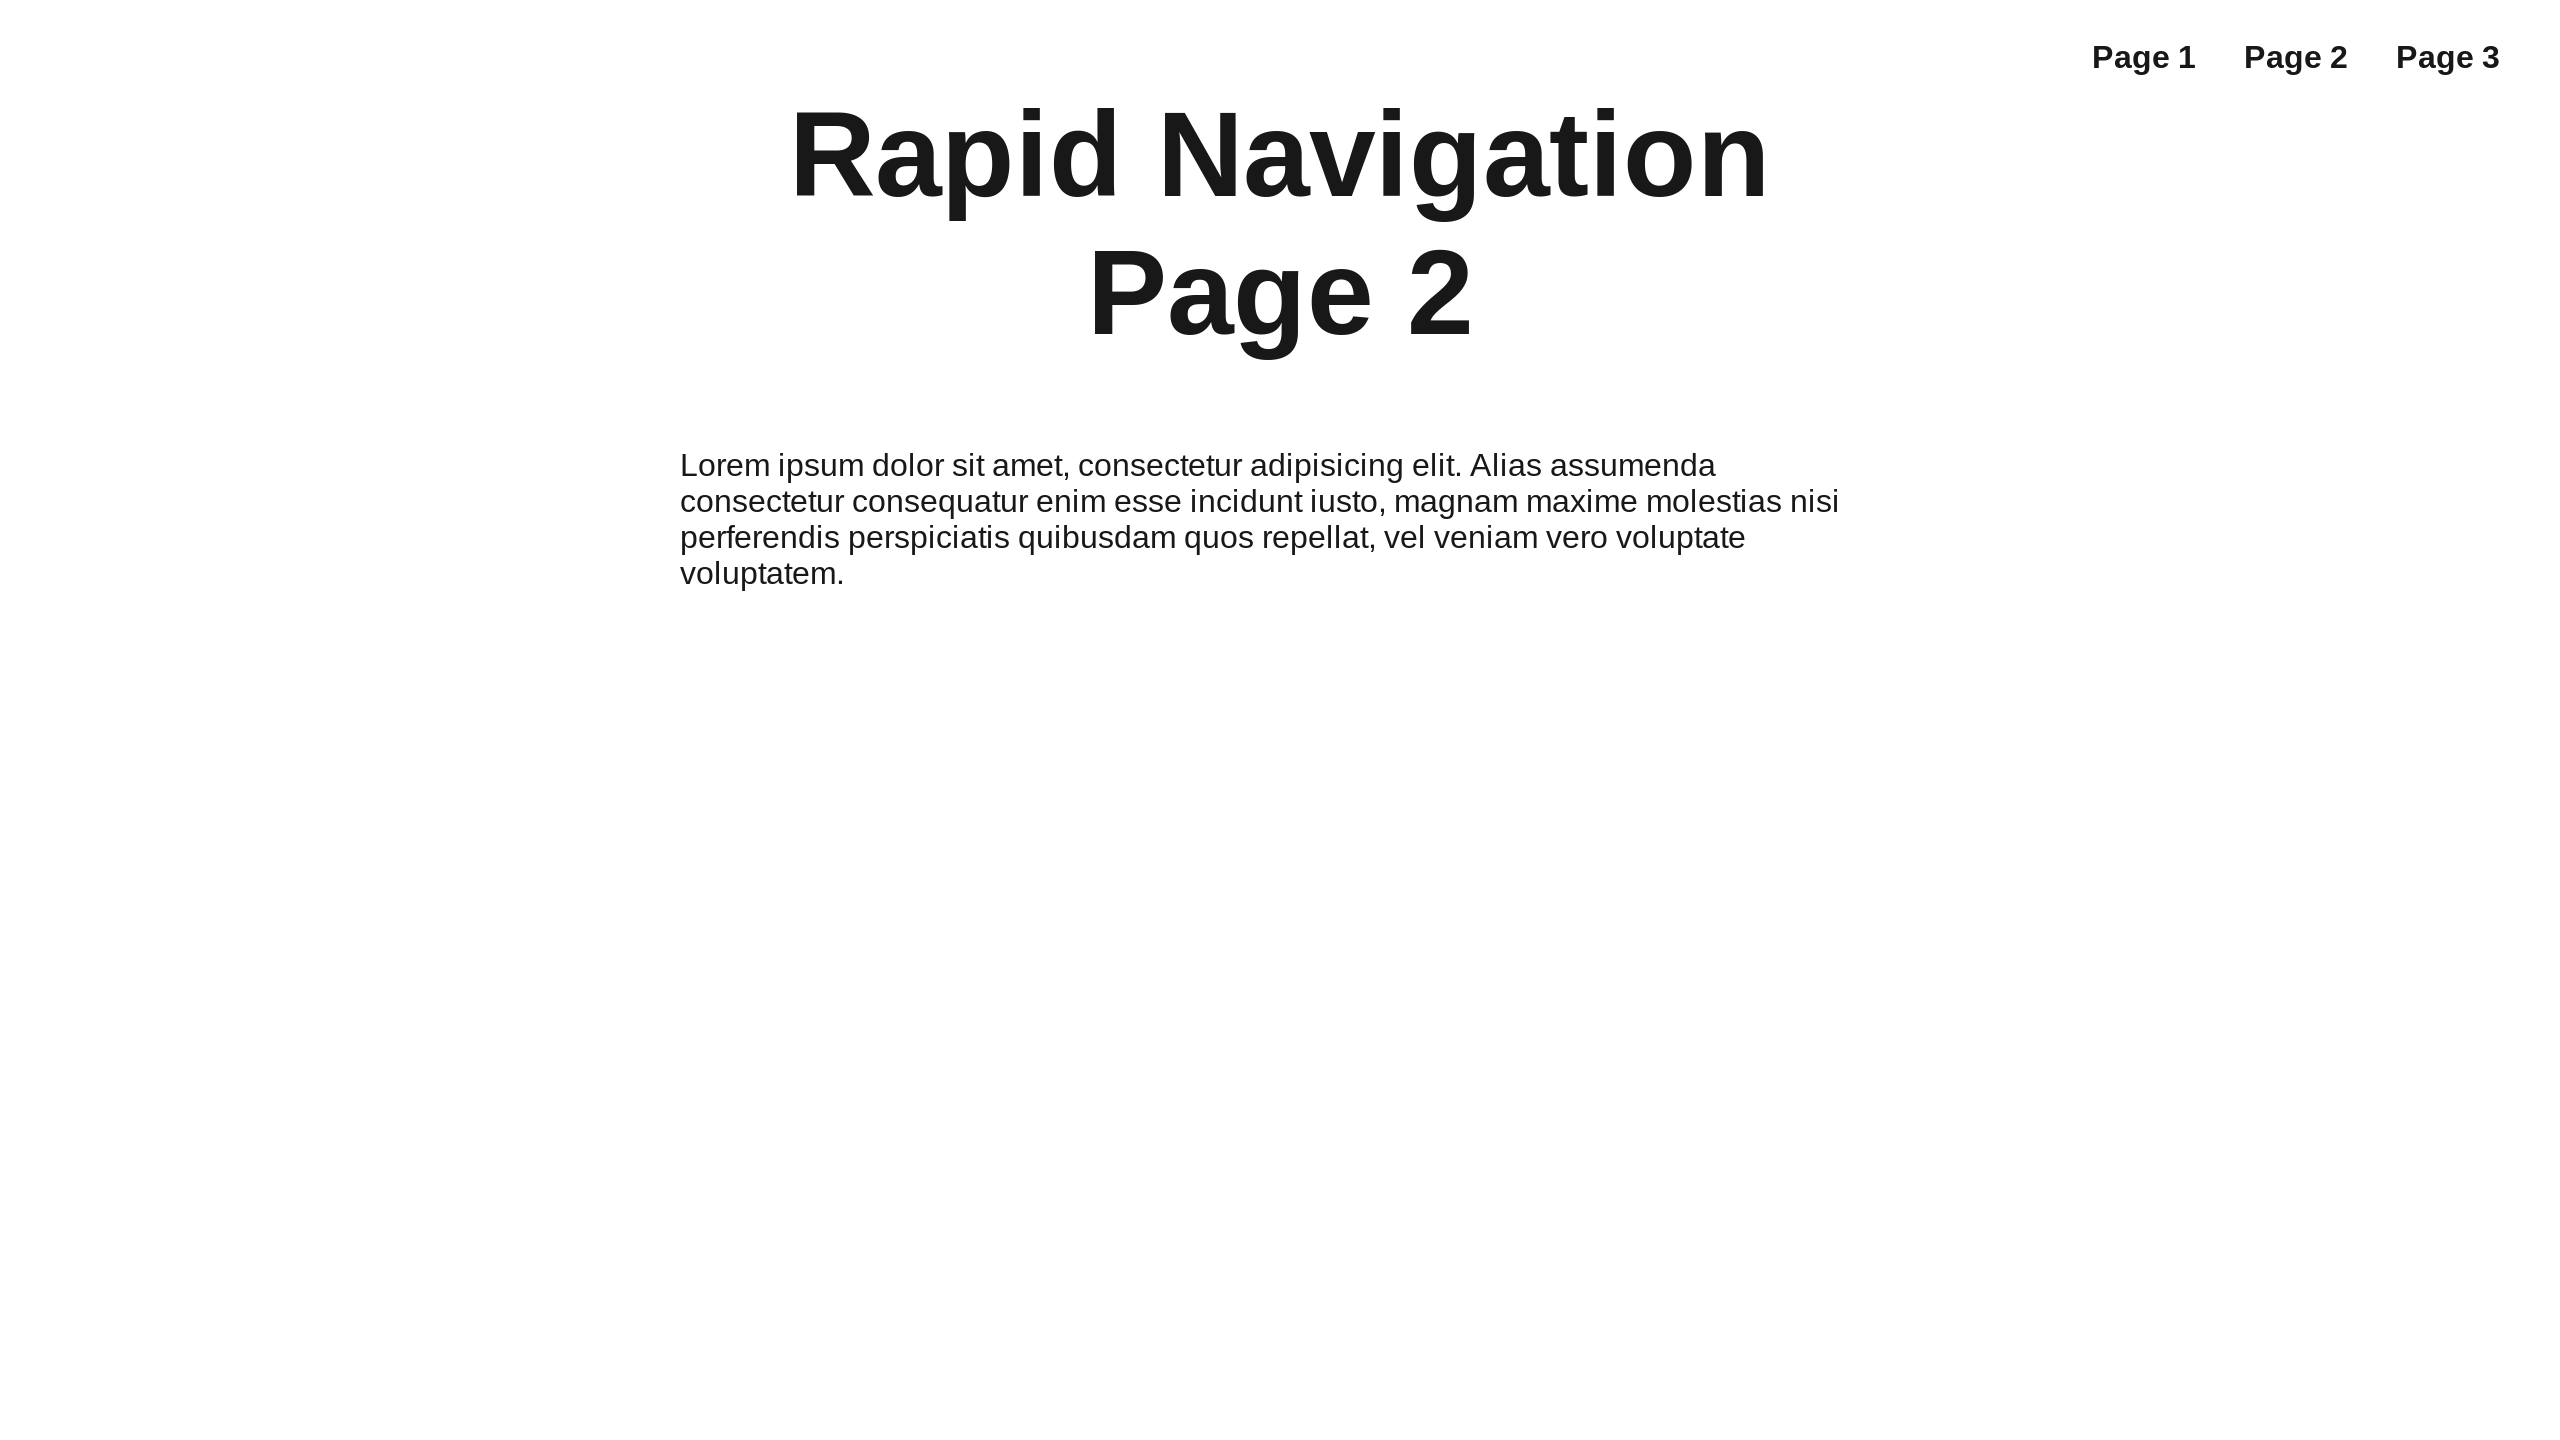 Page 1 Page 2 Page 3
Rapid Navigation
Page 2
Lorem ipsum dolor sit amet, consectetur adipisicing elit. Alias assumenda
consectetur consequatur enim esse incidunt iusto, magnam maxime molestias nisi
perferendis perspiciatis quibusdam quos repellat, vel veniam vero voluptate
voluptatem.